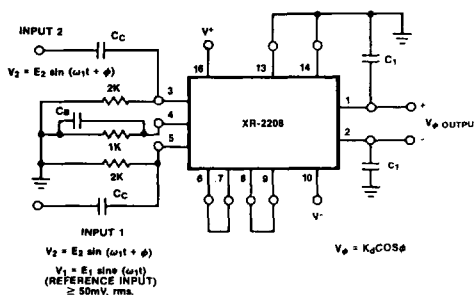 INPUT 2
V₂ = E₂ sin (ω₁t + φ)
CC
V⁺
16
13
14
C₁
2K
3
CB
4
1K
5
2K
CC
XR-2208
1
2
+
Vφ OUTPUT
-
C₁
6
7
8
9
10
V⁻
INPUT 1
V₂ = E₂ sin (ω₁t + φ)
V₁ = E₁ sine (ω₁t)
(REFERENCE INPUT)
≥ 50mV, rms.
Vφ = KdCOSφ